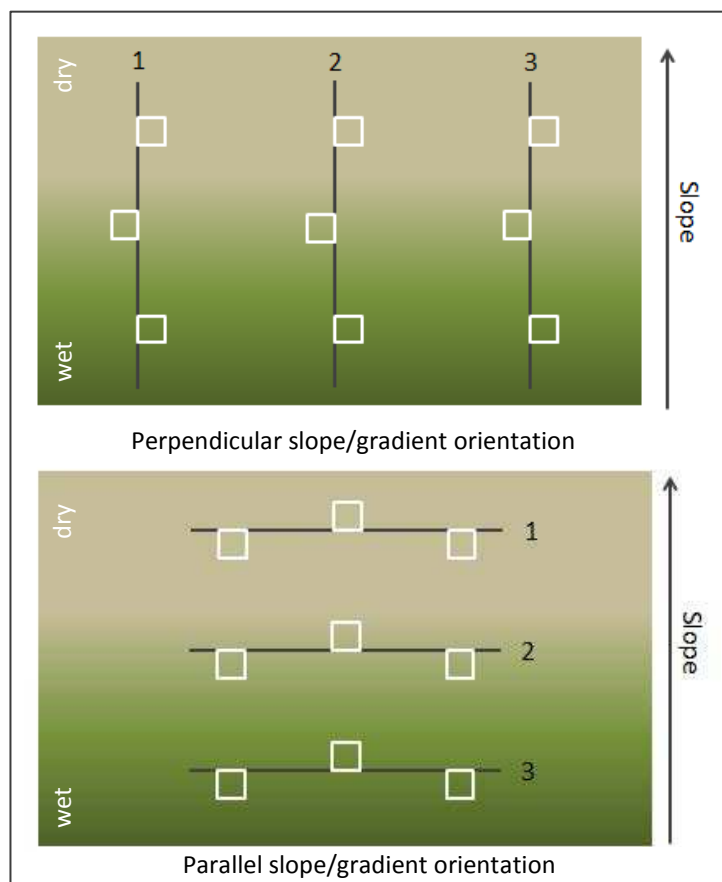 dry
1
2
3
Slope
wet
Perpendicular slope/gradient orientation
dry
1
2
Slope
3
wet
Parallel slope/gradient orientation